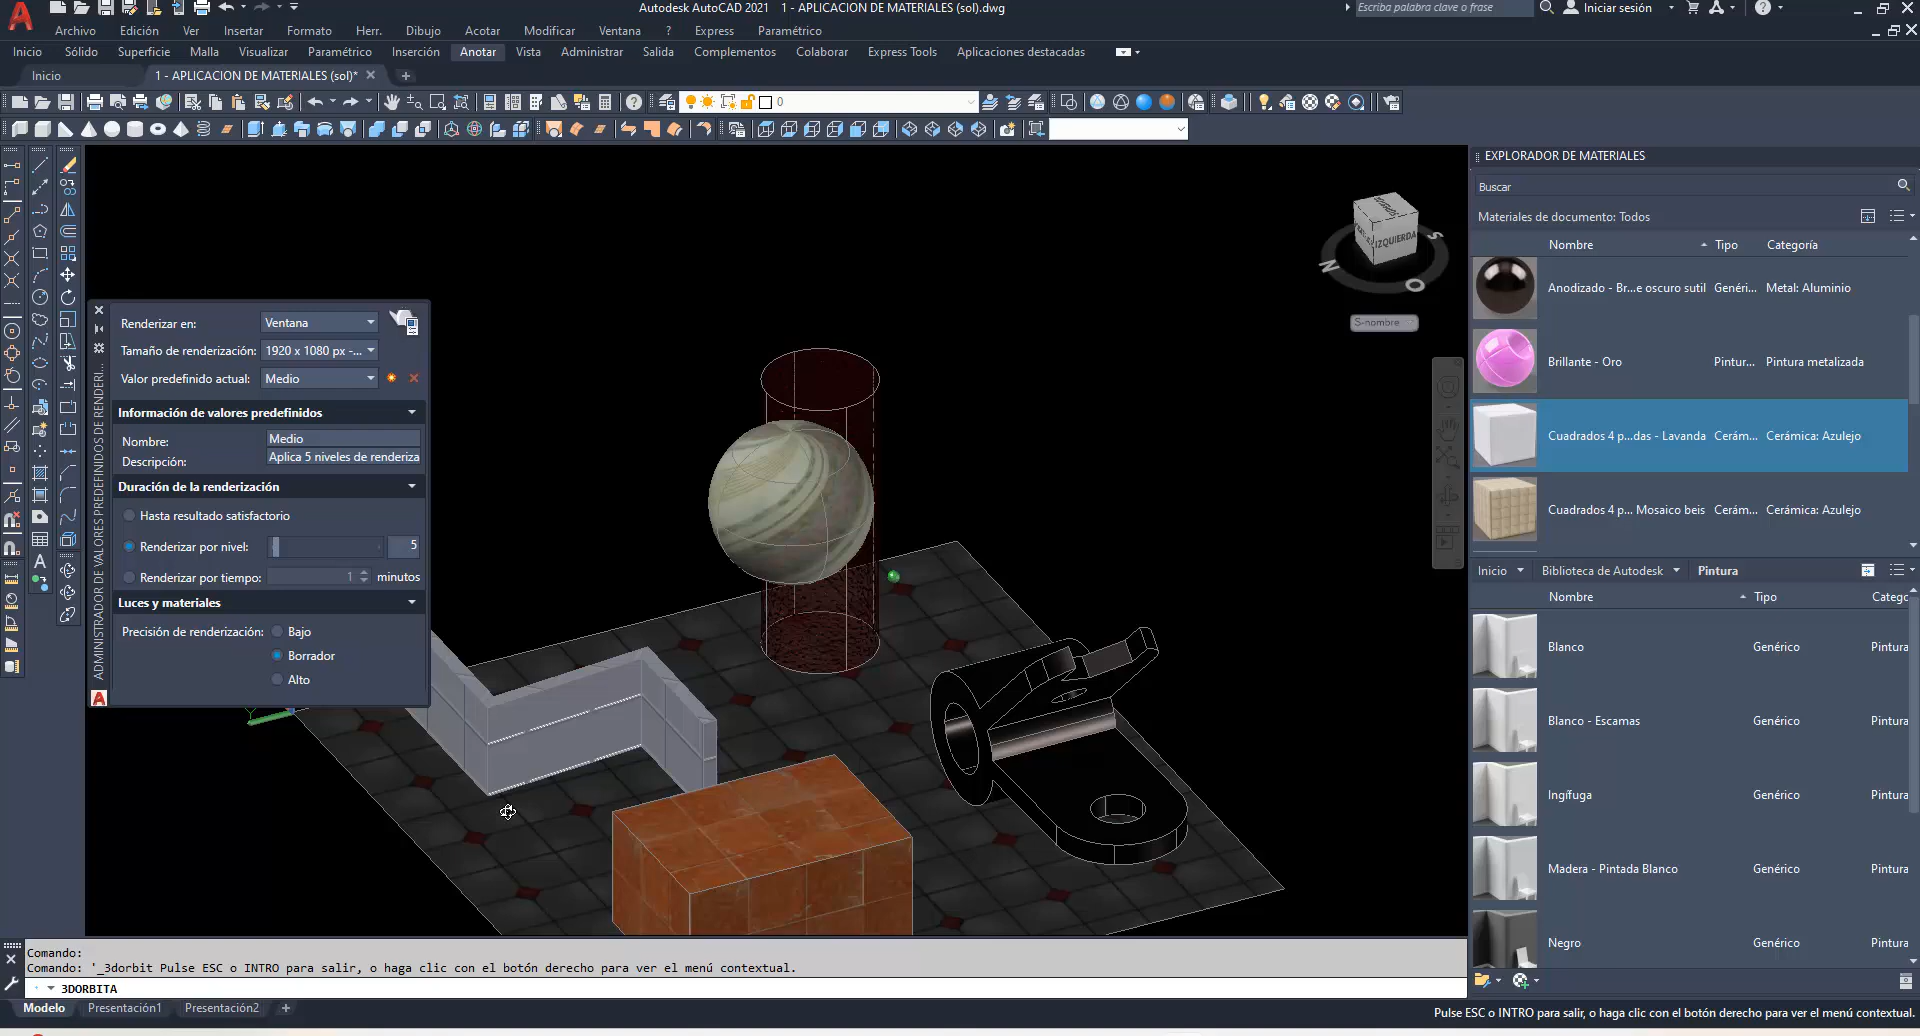 Autodesk AutoCAD 2021 1 - APLICACION DE MATERIALES (sol).dwg
Escriba palabra clave o frase
Iniciar sesión
Archivo Edición Ver Insertar Formato Herr. Dibujo Acotar Modificar Ventana ? Express Paramétrico
Inicio Sólido Superficie Malla Visualizar Paramétrico Inserción Anotar Vista Administrar Salida Complementos Colaborar Express Tools Aplicaciones destacadas
Inicio
1 - APLICACION DE MATERIALES (sol)*
0
EXPLORADOR DE MATERIALES
Buscar
Materiales de documento: Todos
Nombre Tipo Categoría
Anodizado - Br...e oscuro sutil Genéri... Metal: Aluminio
Brillante - Oro Pintur... Pintura metalizada
Cuadrados 4 p...das - Lavanda Cerám... Cerámica: Azulejo
Cuadrados 4 p... Mosaico beis Cerám... Cerámica: Azulejo
Inicio Biblioteca de Autodesk Pintura
Nombre Tipo Catego
Blanco Genérico Pintura
Blanco - Escamas Genérico Pintura
Ingífuga Genérico Pintura
Madera - Pintada Blanco Genérico Pintura
Negro Genérico Pintura
IZQUIERDA
S
N
O
S-nombre
ADMINISTRADOR DE VALORES PREDEFINIDOS DE RENDERI...
Renderizar en: Ventana
Tamaño de renderización: 1920 x 1080 px -...
Valor predefinido actual: Medio
Información de valores predefinidos
Nombre: Medio
Descripción: Aplica 5 niveles de renderiza
Duración de la renderización
Hasta resultado satisfactorio
Renderizar por nivel: 5
Renderizar por tiempo: 1 minutos
Luces y materiales
Precisión de renderización: Bajo
Borrador
Alto
Comando:
Comando: '_3dorbit Pulse ESC o INTRO para salir, o haga clic con el botón derecho para ver el menú contextual.
3DORBITA
Modelo Presentación1 Presentación2 +
Pulse ESC o INTRO para salir, o haga clic con el botón derecho para ver el menú contextual.